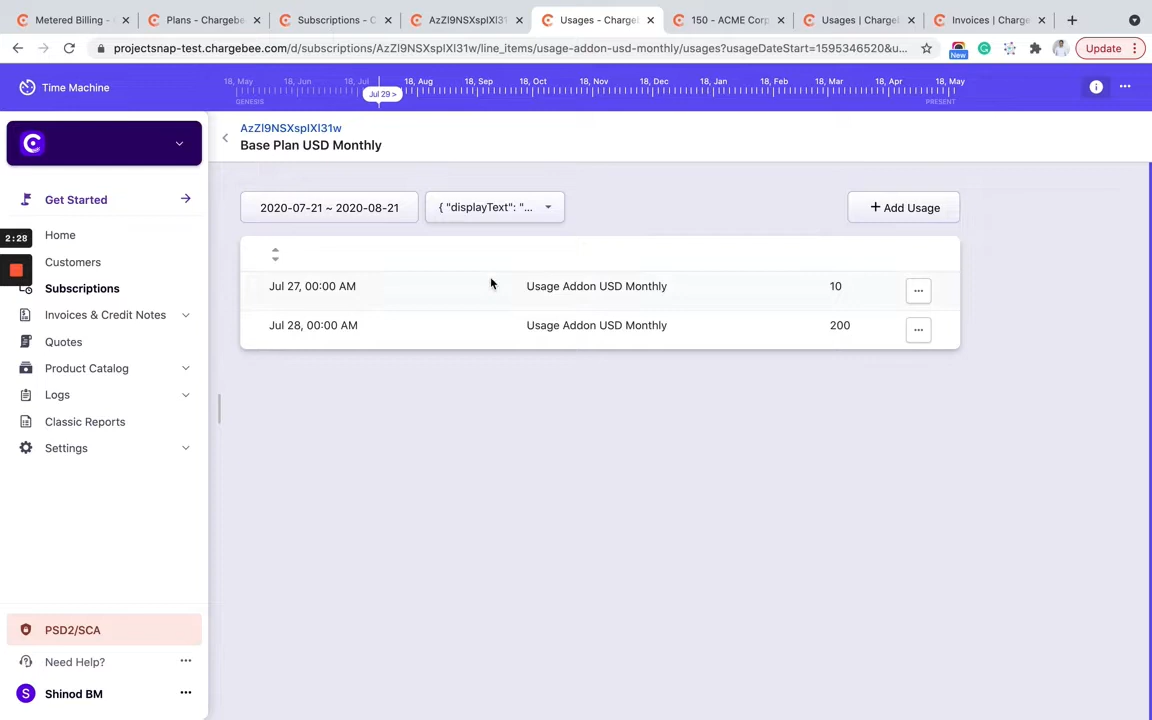 Metered Billing -
Plans - Chargebe
Subscriptions - C
AzZI9NSXspIXI31
Usages - Chargeb
150 - ACME Corp
Usages | Chargel
Invoices | Charge
projectsnap-test.chargebee.com/d/subscriptions/AzZI9NSXspIXI31w/line_items/usage-addon-usd-monthly/usages?usageDateStart=1595346520&u...
New
Update
Time Machine
18, May 18, Jun 18, Jul 18, Aug 18, Sep 18, Oct 18, Nov 18, Dec 18, Jan 18, Feb 18, Mar 18, Apr 18, May
Jul 29 >
GENESIS PRESENT
AzZI9NSXspIXI31w
Base Plan USD Monthly
Get Started
2020-07-21 ~ 2020-08-21
{ "displayText": "...
+ Add Usage
2:28
Home
Customers
Subscriptions
Invoices & Credit Notes
Quotes
Product Catalog
Logs
Classic Reports
Settings
Jul 27, 00:00 AM Usage Addon USD Monthly 10 ...
Jul 28, 00:00 AM Usage Addon USD Monthly 200 ...
PSD2/SCA
Need Help? ...
S Shinod BM ...